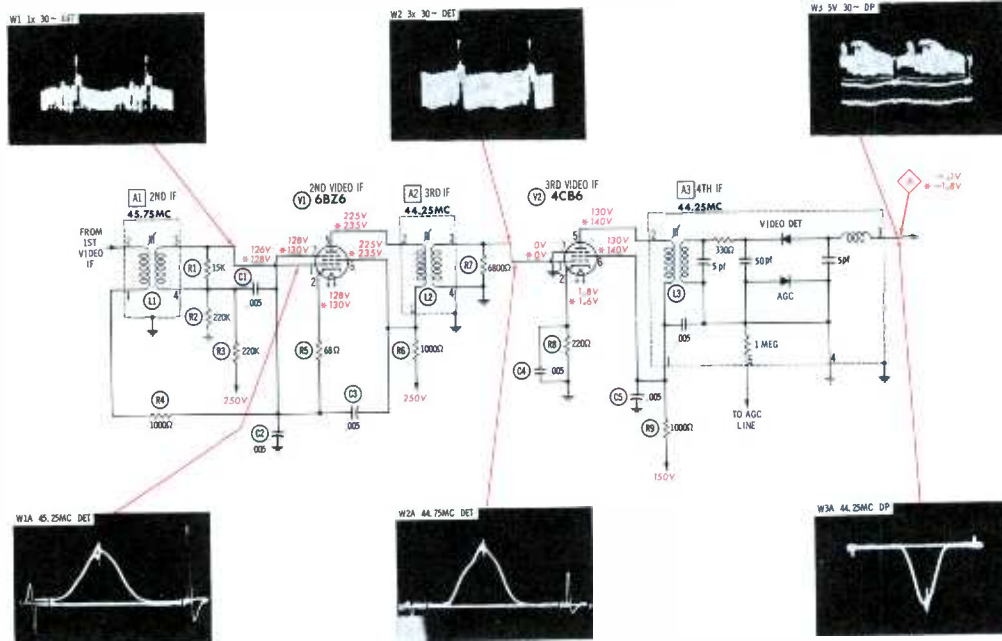 W1 1x 30~ DET
W2 3x 30~ DET
W3 5V 30~ DP
A1 2ND IF
45.75MC
FROM
1ST
VIDEO
IF
L1
R1
15K
R2
220K
R3
220K
250V
R4
1000Ω
C1
.005
126V
* 128V
C2
.005
2ND VIDEO IF
V1 6BZ6
128V
* 130V
225V
* 235V
225V
* 235V
128V
* 130V
R5
68Ω
C3
.005
A2 3RD IF
44.25MC
L2
R6
1000Ω
250V
R7
6800Ω
3RD VIDEO IF
V2 4CB6
0V
* 0V
130V
* 140V
130V
* 140V
1.8V
* 1.6V
R8
220Ω
C4
.005
C5
.005
R9
1000Ω
150V
A3 4TH IF
44.25MC
L3
330Ω
VIDEO DET
5pf
50pf
5pf
AGC
.005
1 MEG
TO AGC
LINE
* -1.8V
W1A 45.25MC DET
W2A 44.75MC DET
W3A 44.25MC DP